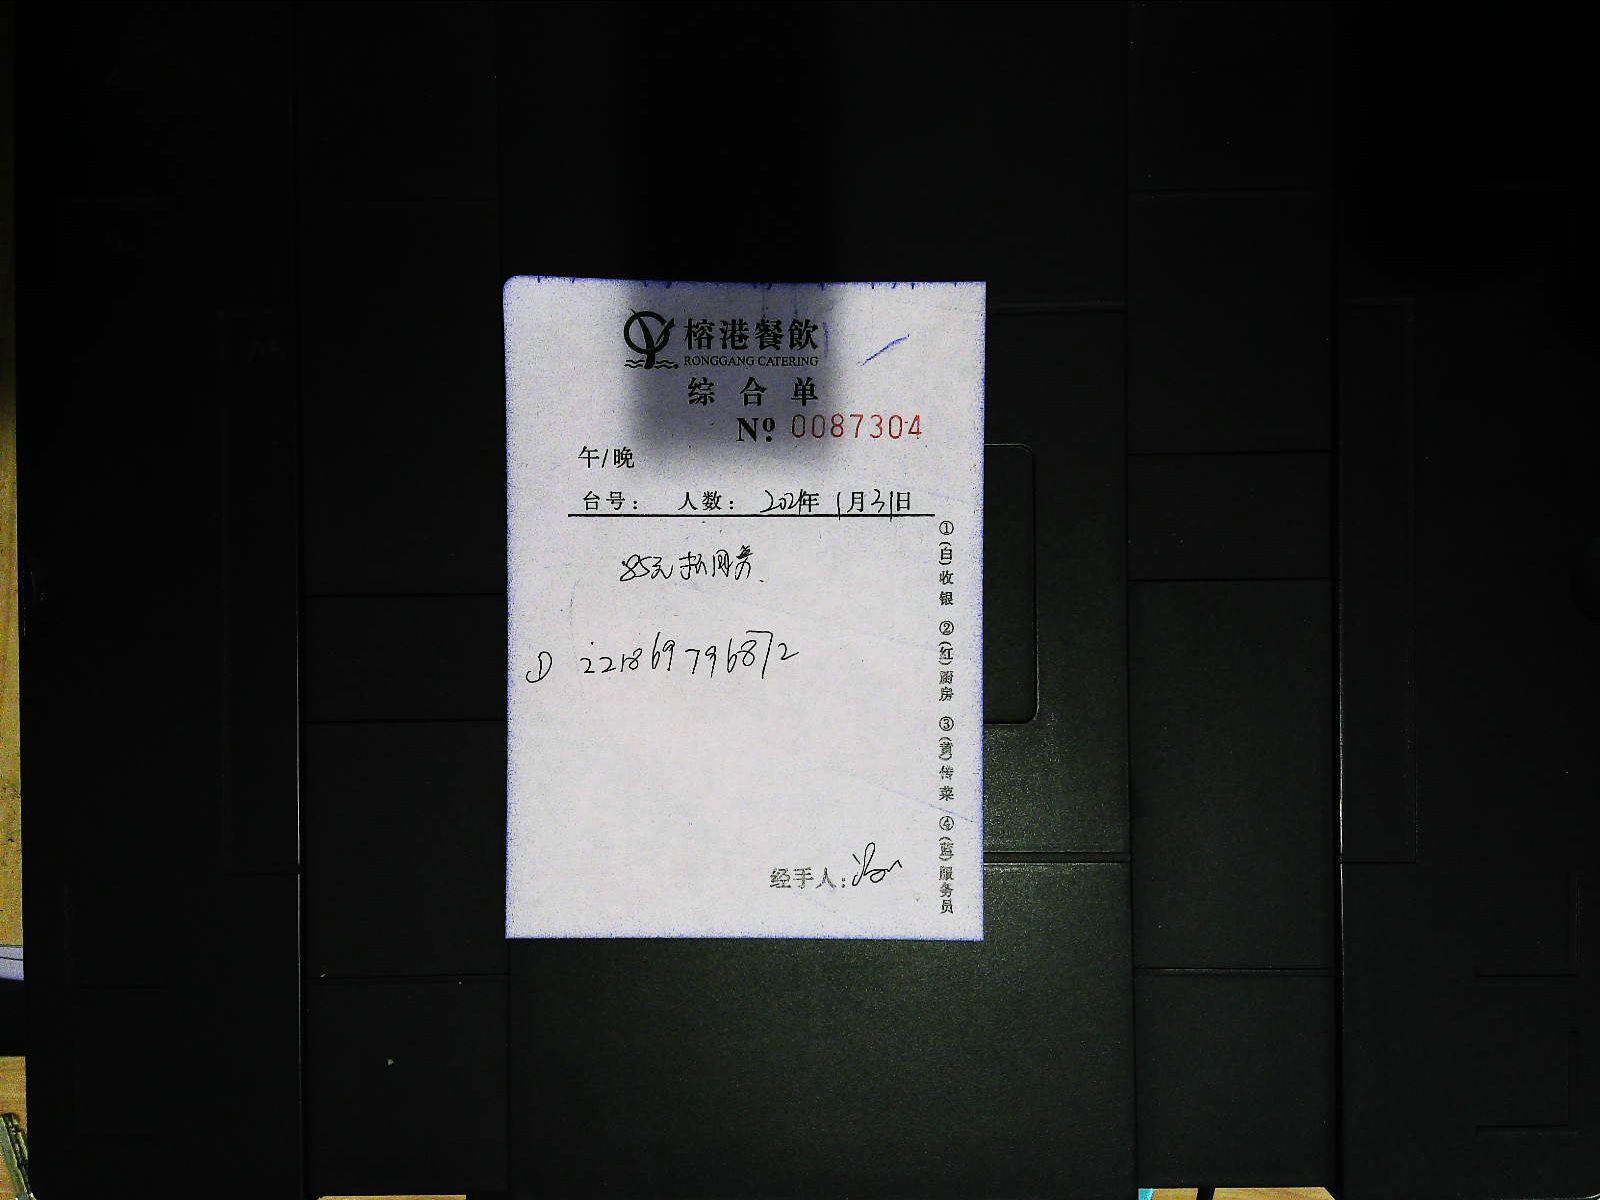 榕港餐飲
RONGGANG CATERING
综合单
Nº 0087304
午/晚
台号： 人数： 2021年 1月31日
85元
① 221869796872
经手人：
①(白)收银 ②(红)厨房 ③(黄)传菜 ④(蓝)服务员